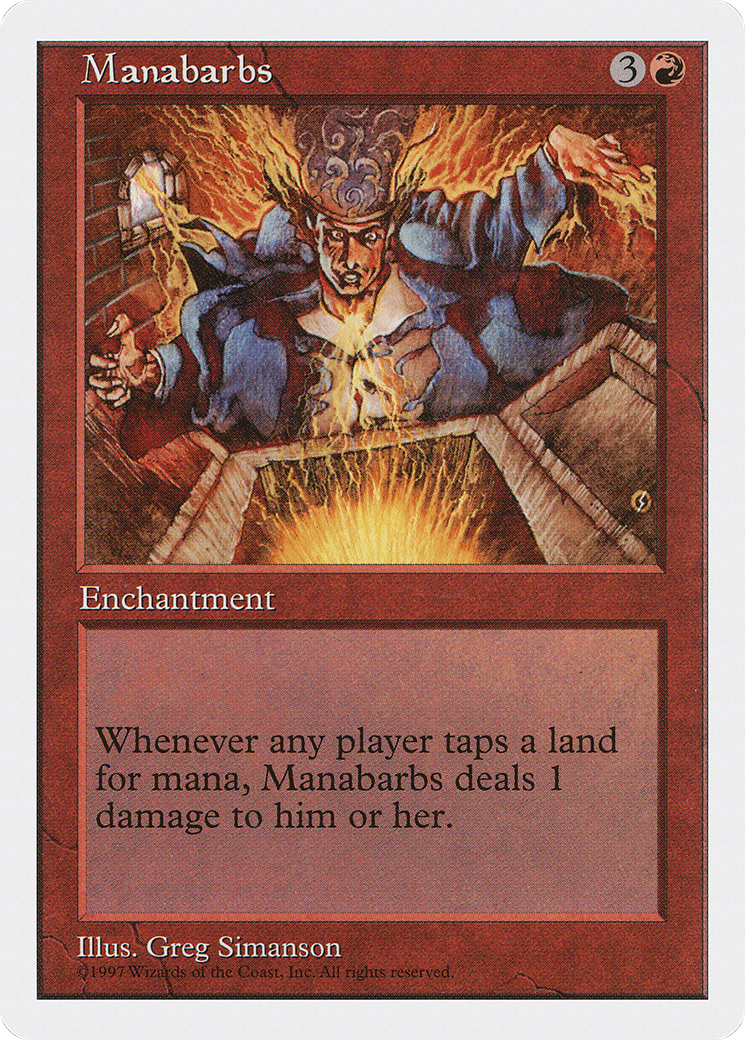 Manabarbs 3
Enchantment
Whenever any player taps a land
for mana, Manabarbs deals 1
damage to him or her.
Illus. Greg Simanson
©1997 Wizards of the Coast, Inc. All rights reserved.